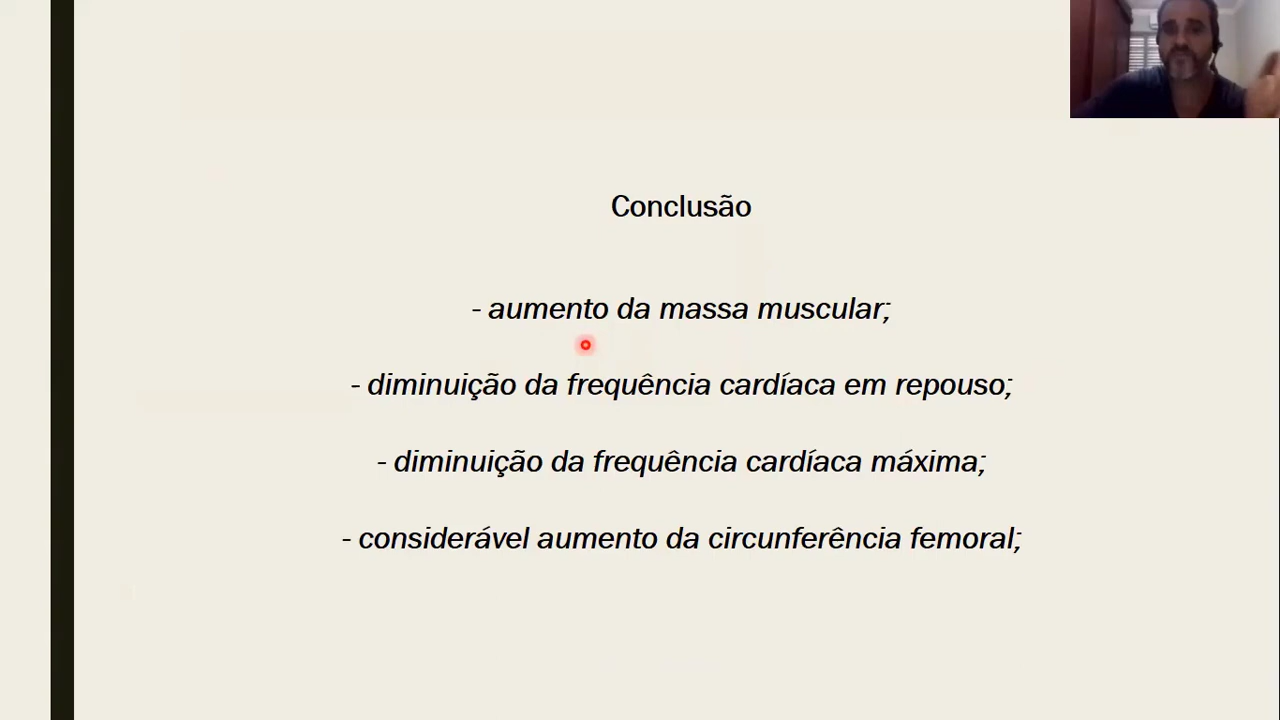 Conclusão
- aumento da massa muscular;
- diminuição da frequência cardíaca em repouso;
- diminuição da frequência cardíaca máxima;
- considerável aumento da circunferência femoral;